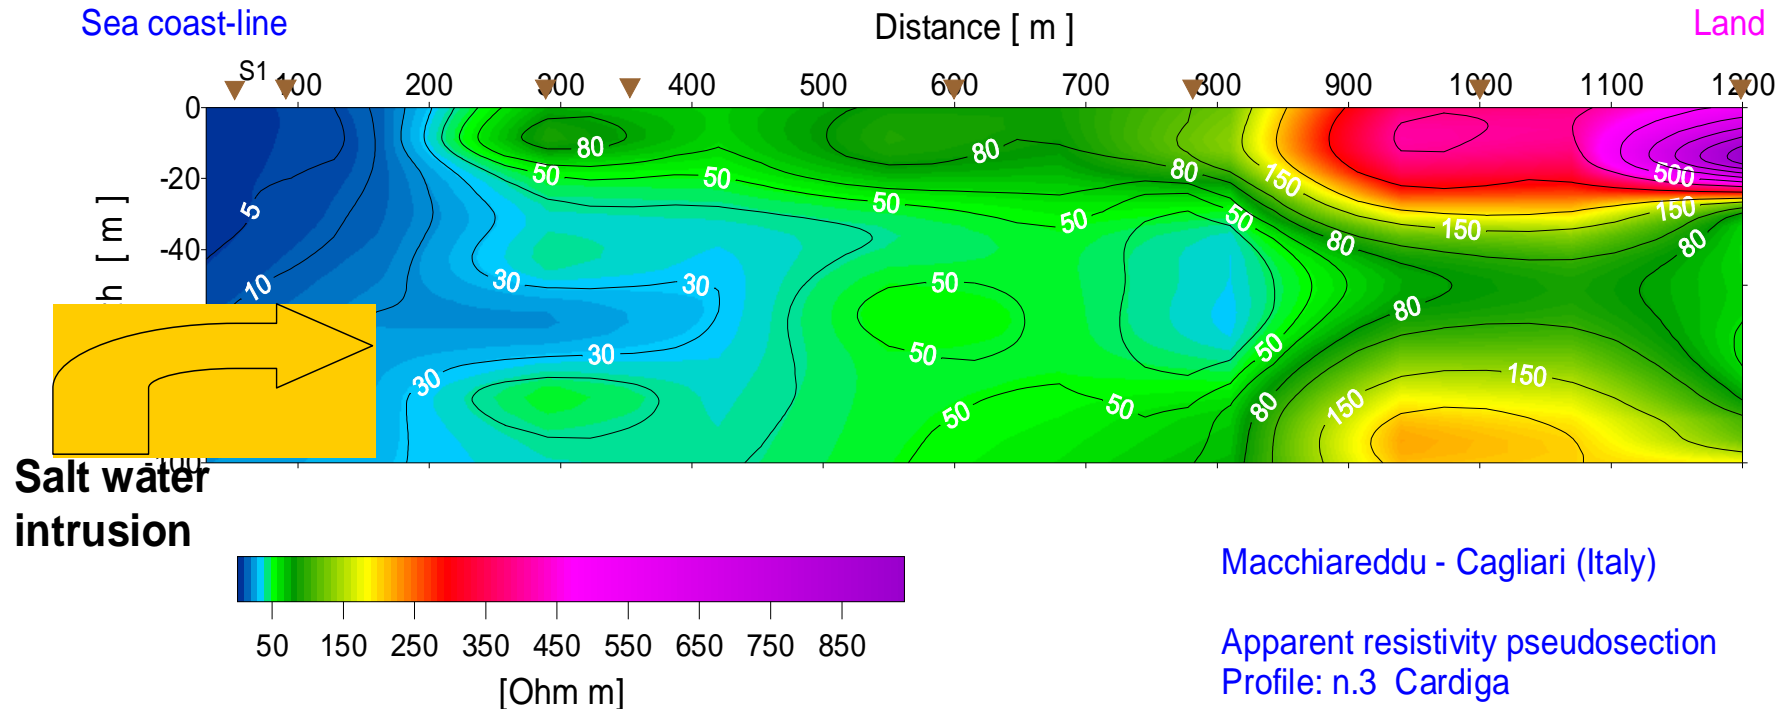 Sea coast-line
Distance [ m ]
Land
S1
100 200 300 400 500 600 700 800 900 1000 1100 1200
0
-20
-40
-100
h [ m ]
80
50
50
80
50
50
80
150
500
150
150
50
80
80
5
10
30
30
30
30
50
50
50
50
50
80
80
150
150
Salt water
intrusion
50 150 250 350 450 550 650 750 850
[Ohm m]
Macchiareddu - Cagliari (Italy)
Apparent resistivity pseudosection
Profile: n.3 Cardiga